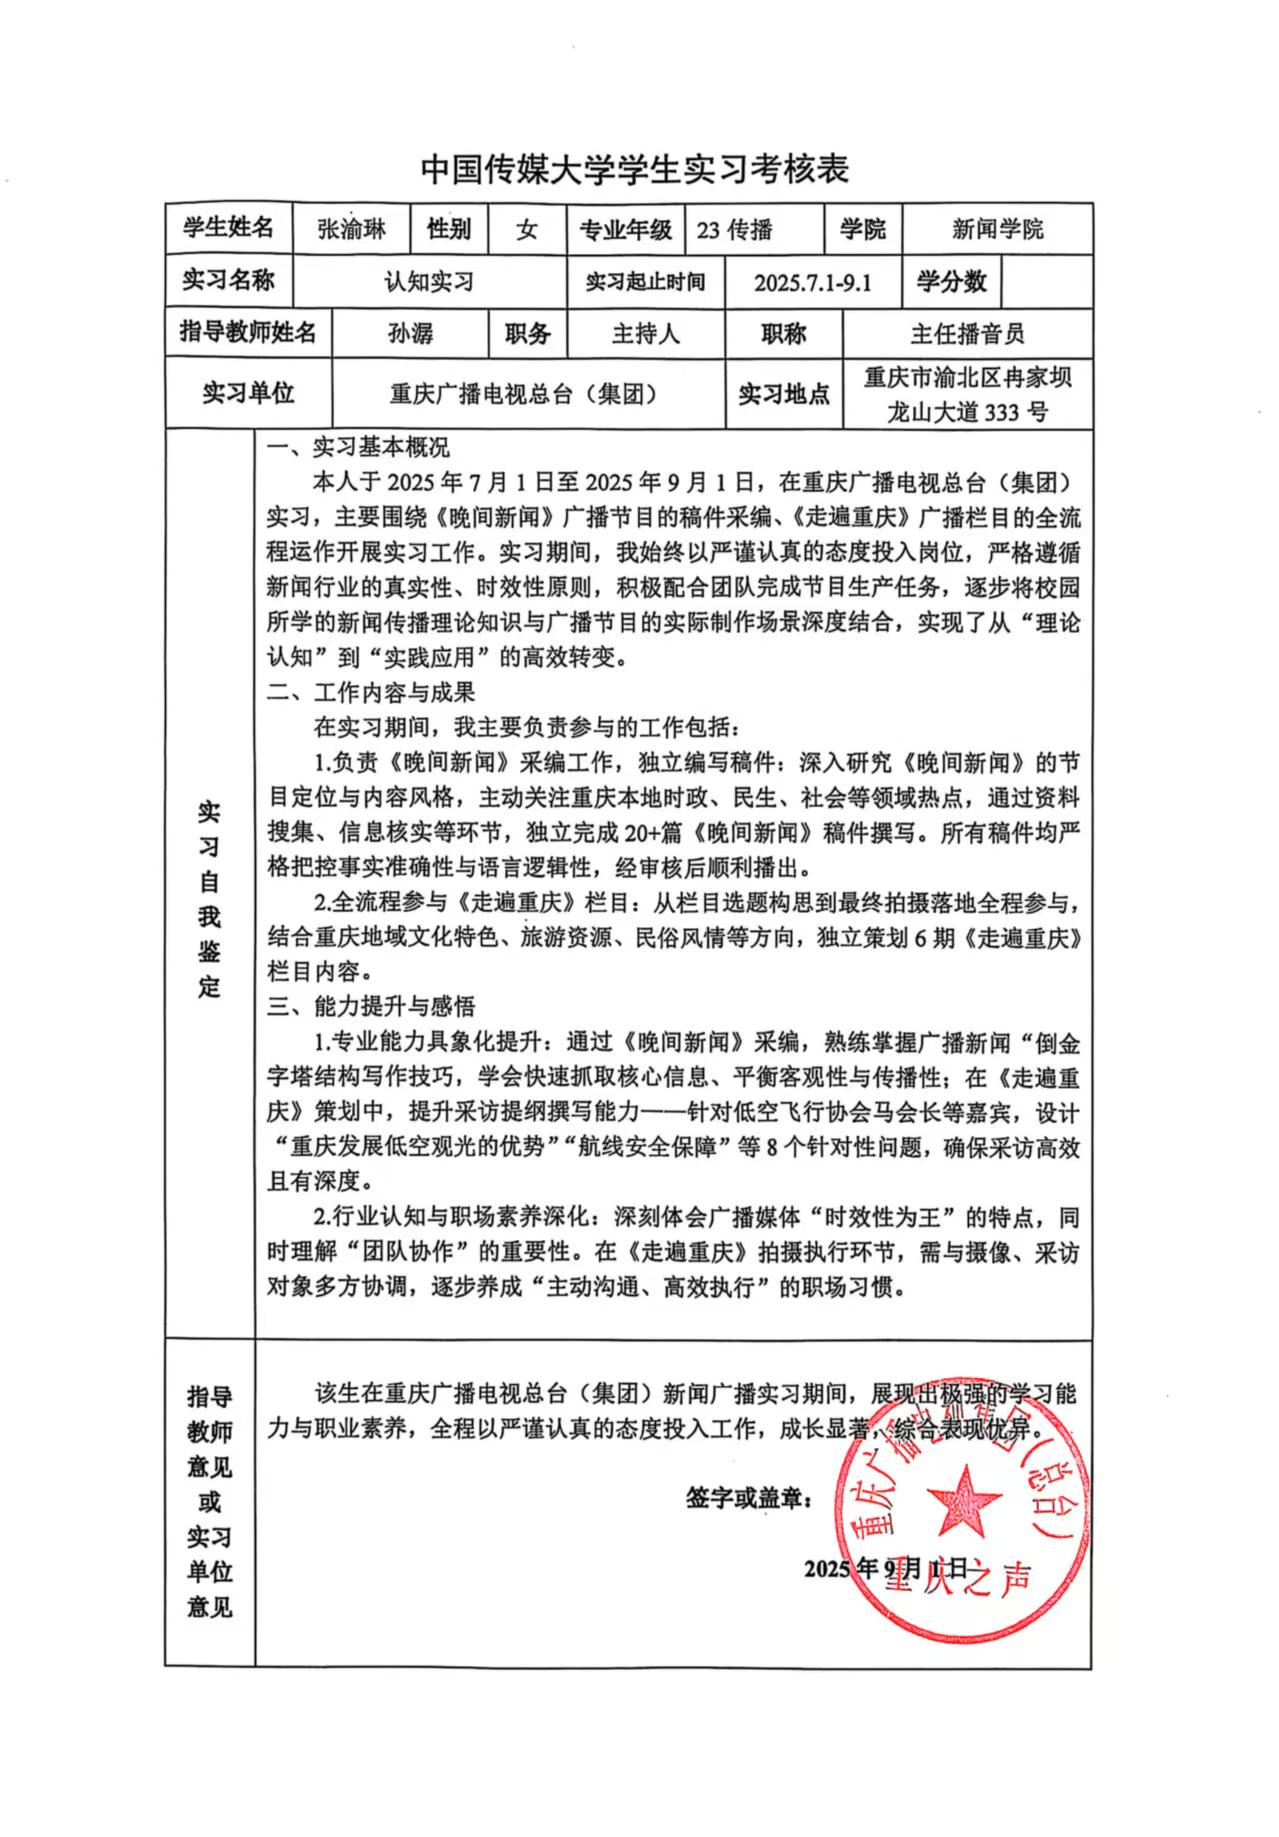 中国传媒大学学生实习考核表
学生姓名 张渝琳 性别 女 专业年级 23 传播 学院 新闻学院
实习名称 认知实习 实习起止时间 2025.7.1-9.1 学分数
指导教师姓名 孙潺 职务 主持人 职称 主任播音员
实习单位 重庆广播电视总台（集团） 实习地点 重庆市渝北区冉家坝
龙山大道 333 号
实习自我鉴定
一、实习基本概况
本人于 2025 年 7 月 1 日至 2025 年 9 月 1 日，在重庆广播电视总台（集团）
实习，主要围绕《晚间新闻》广播节目的稿件采编、《走遍重庆》广播栏目的全流
程运作开展实习工作。实习期间，我始终以严谨认真的态度投入岗位，严格遵循
新闻行业的真实性、时效性原则，积极配合团队完成节目生产任务，逐步将校园
所学的新闻传播理论知识与广播节目的实际制作场景深度结合，实现了从“理论
认知”到“实践应用”的高效转变。
二、工作内容与成果
在实习期间，我主要负责参与的工作包括：
1.负责《晚间新闻》采编工作，独立编写稿件：深入研究《晚间新闻》的节
目定位与内容风格，主动关注重庆本地时政、民生、社会等领域热点，通过资料
搜集、信息核实等环节，独立完成 20+篇《晚间新闻》稿件撰写。所有稿件均严
格把控事实准确性与语言逻辑性，经审核后顺利播出。
2.全流程参与《走遍重庆》栏目：从栏目选题构思到最终拍摄落地全程参与，
结合重庆地域文化特色、旅游资源、民俗风情等方向，独立策划 6 期《走遍重庆》
栏目内容。
三、能力提升与感悟
1.专业能力具象化提升：通过《晚间新闻》采编，熟练掌握广播新闻“倒金
字塔结构写作技巧，学会快速抓取核心信息、平衡客观性与传播性；在《走遍重
庆》策划中，提升采访提纲撰写能力——针对低空飞行协会马会长等嘉宾，设计
“重庆发展低空观光的优势”“航线安全保障”等 8 个针对性问题，确保采访高效
且有深度。
2.行业认知与职场素养深化：深刻体会广播媒体“时效性为王”的特点，同
时理解“团队协作”的重要性。在《走遍重庆》拍摄执行环节，需与摄像、采访
对象多方协调，逐步养成“主动沟通、高效执行”的职场习惯。
指导
教师
意见
或
实习
单位
意见
该生在重庆广播电视总台（集团）新闻广播实习期间，展现出极强的学习能
力与职业素养，全程以严谨认真的态度投入工作，成长显著，综合表现优异。
签字或盖章：
2025 年 9 月 1 日
重庆广播电视集团（总台）
重庆之声